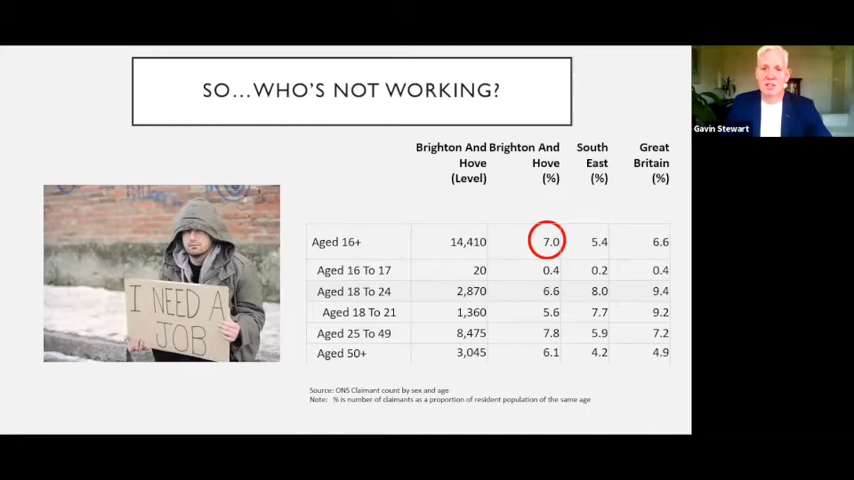 SO...WHO'S NOT WORKING?
Gavin Stewart
I NEED A
JOB
Brighton And Brighton And South Great
Hove Hove East Britain
(Level) (%) (%) (%)
Aged 16+ 14,410 7.0 5.4 6.6
Aged 16 To 17 20 0.4 0.2 0.4
Aged 18 To 24 2,870 6.6 8.0 9.4
Aged 18 To 21 1,360 5.6 7.7 9.2
Aged 25 To 49 8,475 7.8 5.9 7.2
Aged 50+ 3,045 6.1 4.2 4.9
Source: ONS Claimant count by sex and age
Note: % is number of claimants as a proportion of resident population of the same age